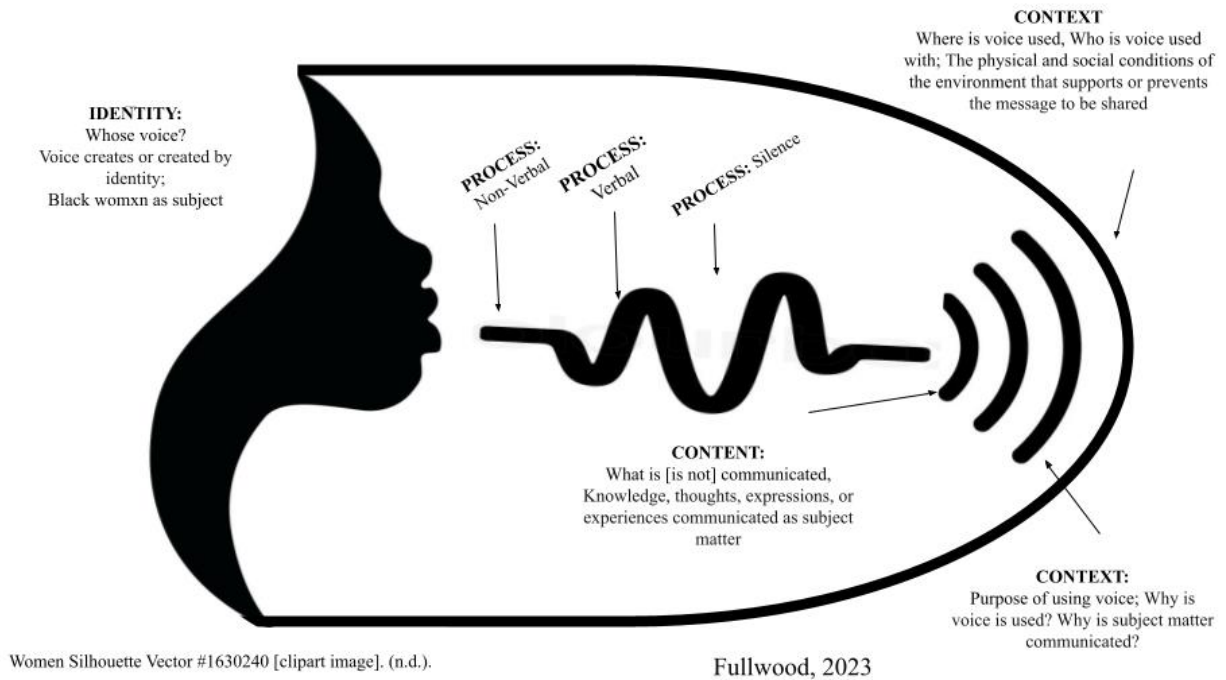 CONTEXT
Where is voice used, Who is voice used
with; The physical and social conditions of
the environment that supports or prevents
the message to be shared
IDENTITY:
Whose voice?
Voice creates or created by
identity;
Black womxn as subject
PROCESS:
Non-Verbal
PROCESS:
Verbal
PROCESS: Silence
CONTENT:
What is [is not] communicated,
Knowledge, thoughts, expressions, or
experiences communicated as subject
matter
CONTEXT:
Purpose of using voice; Why is
voice is used? Why is subject matter
communicated?
Women Silhouette Vector #1630240 [clipart image]. (n.d.).
Fullwood, 2023